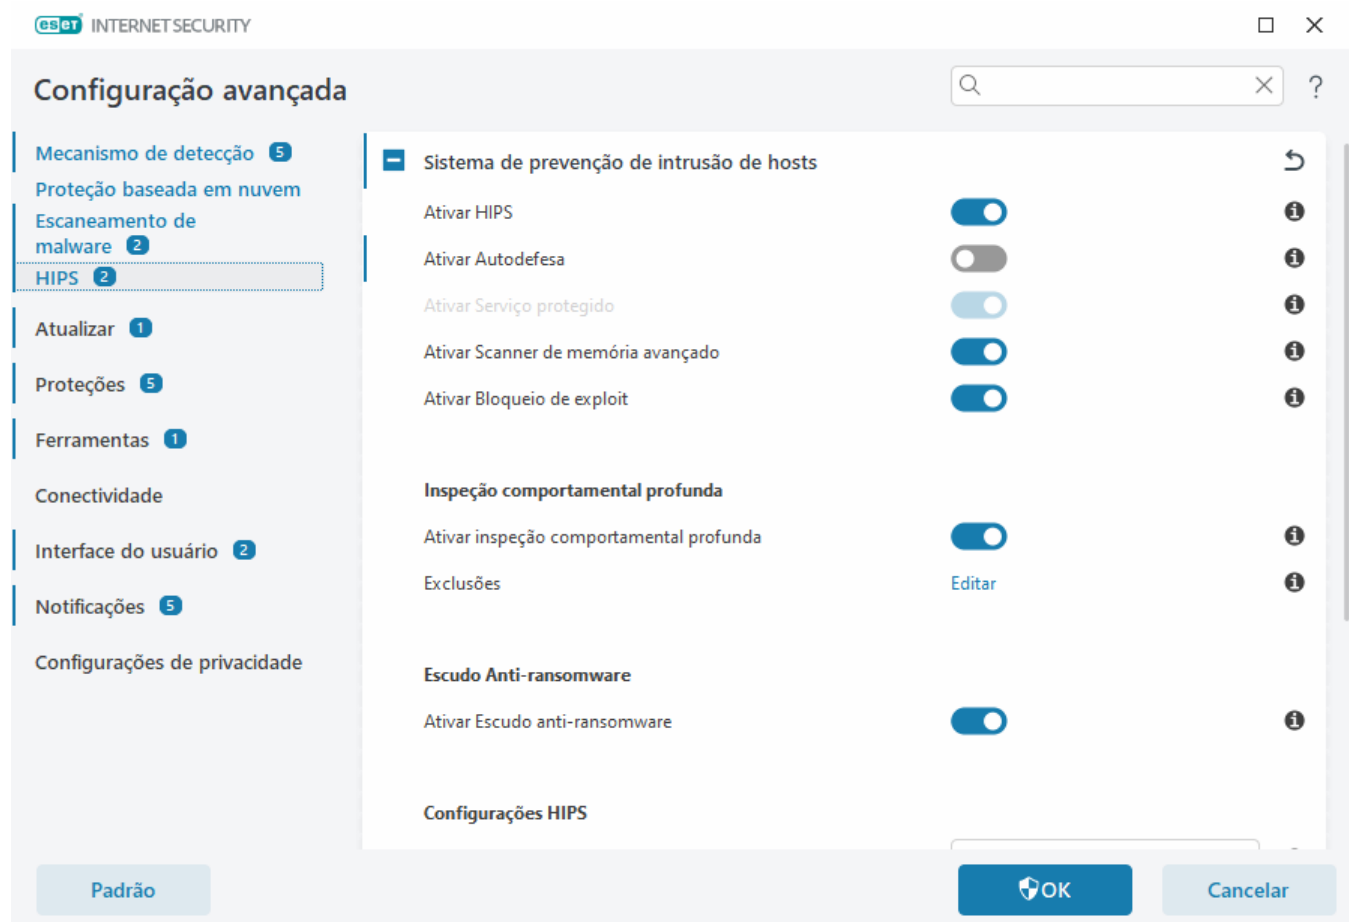 eset INTERNET SECURITY
Configuração avançada
?
Mecanismo de detecção 5
Proteção baseada em nuvem
Escaneamento de
malware 2
HIPS 2
Atualizar 1
Proteções 5
Ferramentas 1
Conectividade
Interface do usuário 2
Notificações 5
Configurações de privacidade
Sistema de prevenção de intrusão de hosts
Ativar HIPS
Ativar Autodefesa
Ativar Serviço protegido
Ativar Scanner de memória avançado
Ativar Bloqueio de exploit
Inspeção comportamental profunda
Ativar inspeção comportamental profunda
Exclusões Editar
Escudo Anti-ransomware
Ativar Escudo anti-ransomware
Configurações HIPS
Padrão OK Cancelar